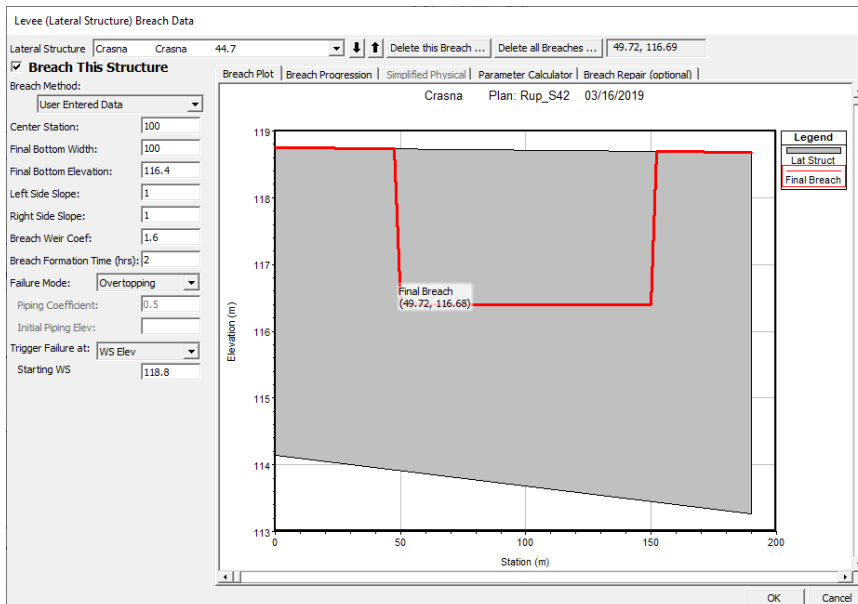 Levee (Lateral Structure) Breach Data
Lateral Structure Crasna Crasna 44.7 Delete this Breach ... Delete all Breaches ... 49.72, 116.69
Breach This Structure
Breach Method:
User Entered Data
Center Station: 100
Final Bottom Width: 100
Final Bottom Elevation: 116.4
Left Side Slope: 1
Right Side Slope: 1
Breach Weir Coef: 1.6
Breach Formation Time (hrs): 2
Failure Mode: Overtopping
Piping Coefficient: 0.5
Initial Piping Elev:
Trigger Failure at: WS Elev
Starting WS 118.8
Breach Plot Breach Progression Simplified Physical Parameter Calculator Breach Repair (optional)
Crasna Plan: Rup_S42 03/16/2019
Legend
Lat Struct
Final Breach
119
118
117
116
115
114
113
Elevation (m)
Final Breach
(49.72, 116.68)
0 50 100 150 200
Station (m)
OK Cancel